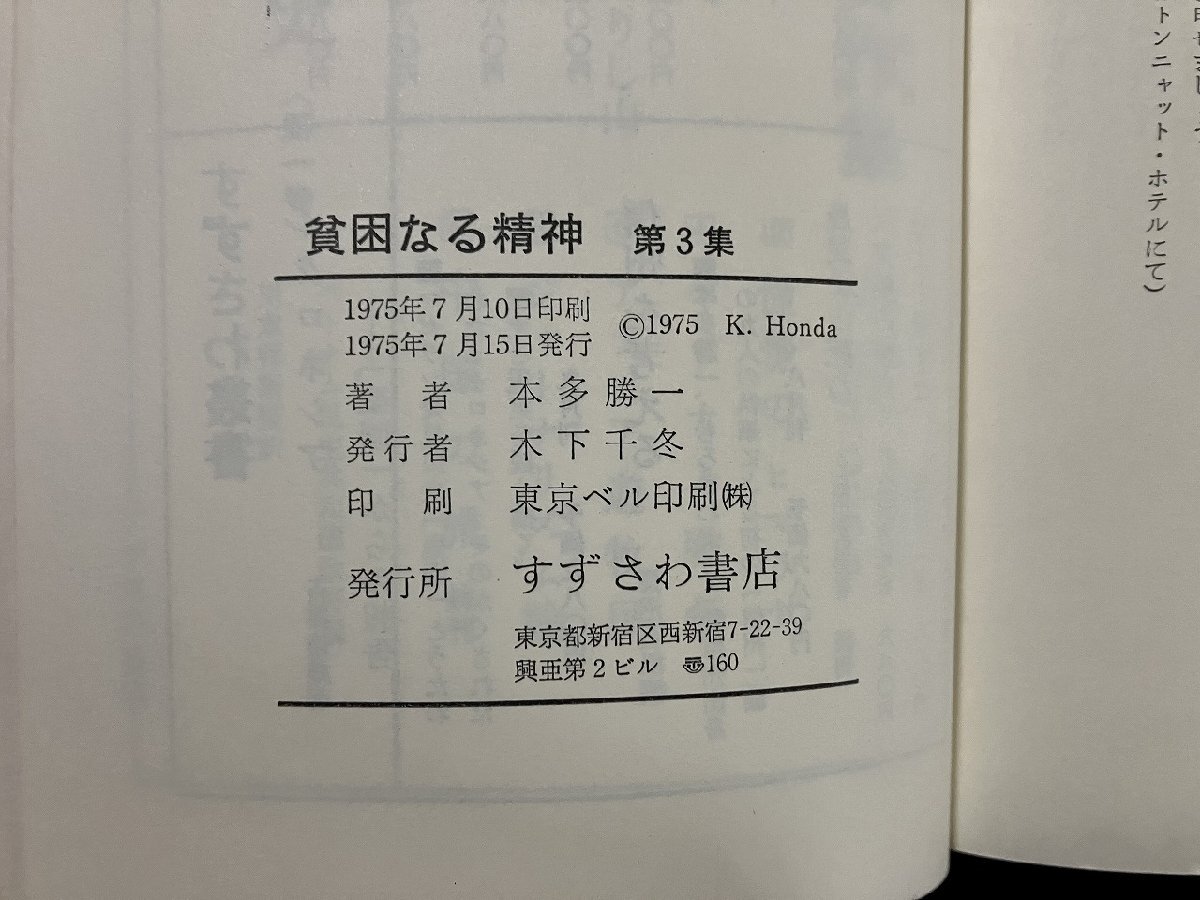 貧困なる精神 第3集
1975年7月10日印刷
1975年7月15日発行
©1975 K. Honda
著者 本多勝一
発行者 木下千冬
印刷 東京ベル印刷㈱
発行所 すずさわ書店
東京都新宿区西新宿7-22-39
興亜第2ビル 〠160
トンニャット・ホテルにて)